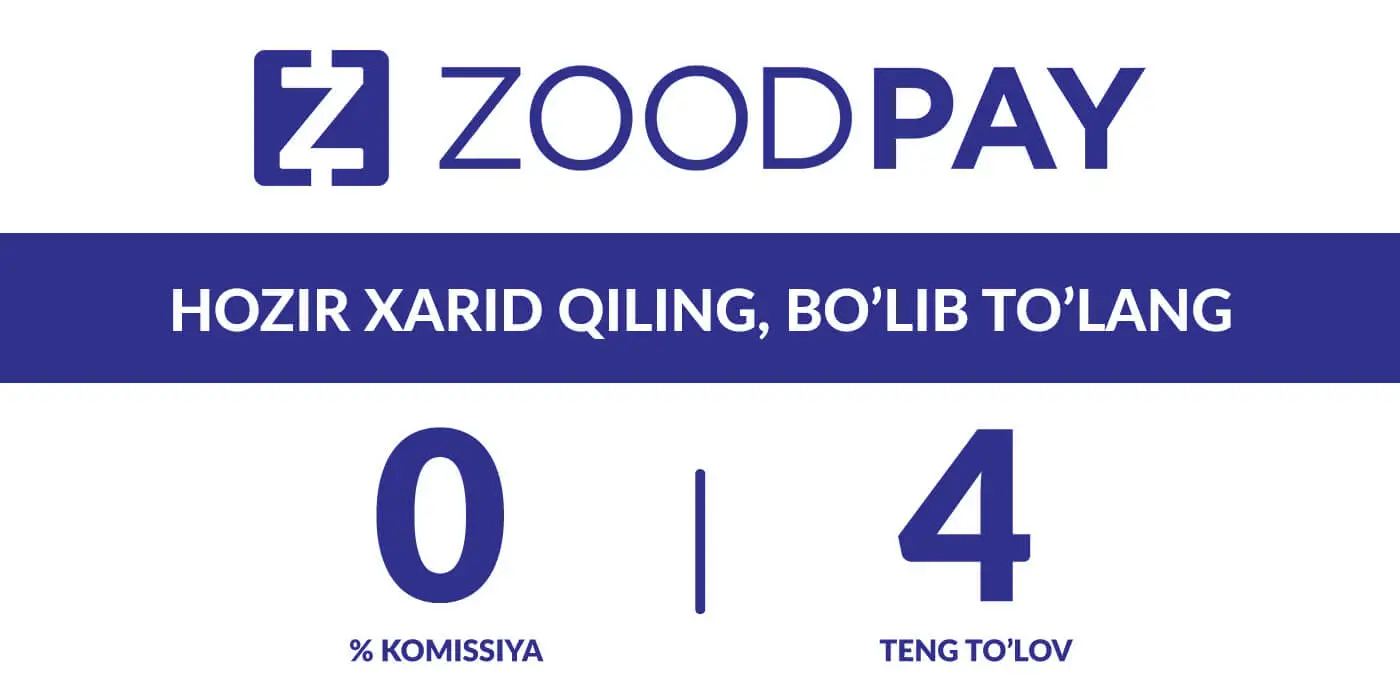 ZOODPAY
HOZIR XARID QILING, BO’LIB TO’LANG
0 | 4
% KOMISSIYA TENG TO’LOV